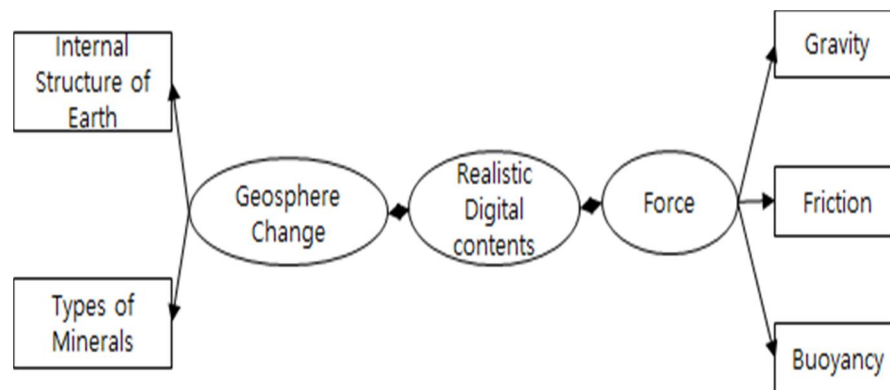 Internal
Structure of
Earth
Types of
Minerals
Geosphere
Change
Realistic
Digital
contents
Force
Gravity
Friction
Buoyancy